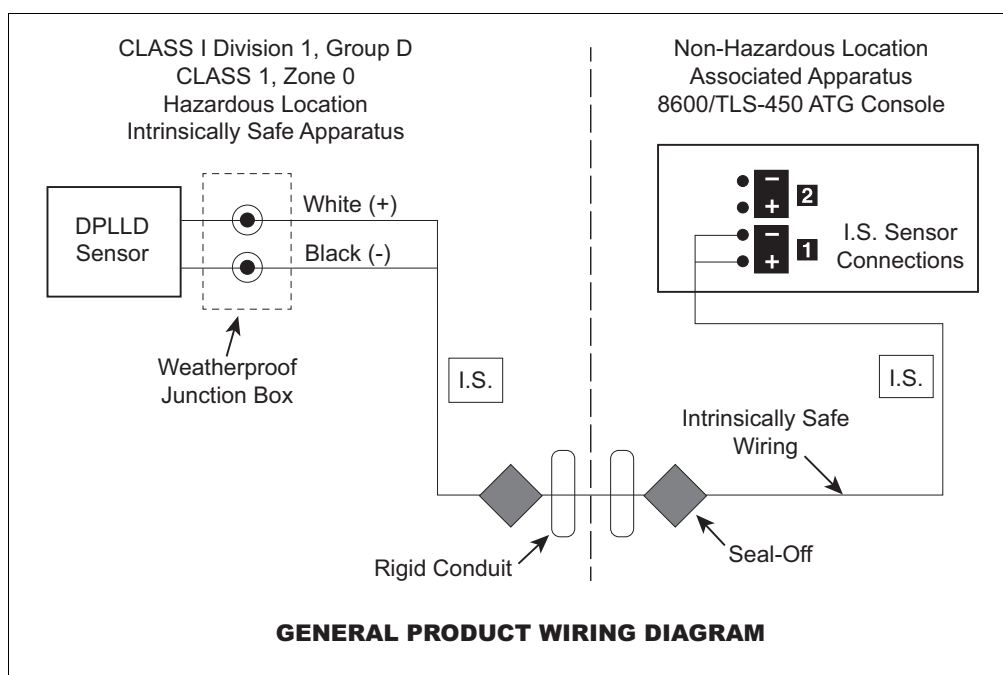 CLASS I Division 1, Group D
CLASS 1, Zone 0
Hazardous Location
Intrinsically Safe Apparatus
Non-Hazardous Location
Associated Apparatus
8600/TLS-450 ATG Console
DPLLD
Sensor
White (+)
Black (-)
Weatherproof
Junction Box
I.S.
− 2
+
− 1
+
I.S. Sensor
Connections
I.S.
Intrinsically Safe
Wiring
Rigid Conduit
Seal-Off
GENERAL PRODUCT WIRING DIAGRAM